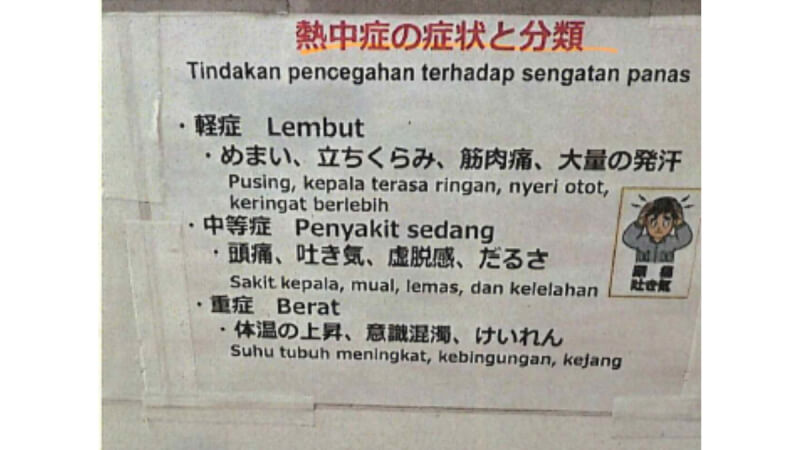 熱中症の症状と分類
Tindakan pencegahan terhadap sengatan panas
・軽症　Lembut
・めまい、立ちくらみ、筋肉痛、大量の発汗
Pusing, kepala terasa ringan, nyeri otot,
keringat berlebih
・中等症　Penyakit sedang
・頭痛、吐き気、虚脱感、だるさ
Sakit kepala, mual, lemas, dan kelelahan
・重症　Berat
・体温の上昇、意識混濁、けいれん
Suhu tubuh meningkat, kebingungan, kejang
頭 痛
吐き気